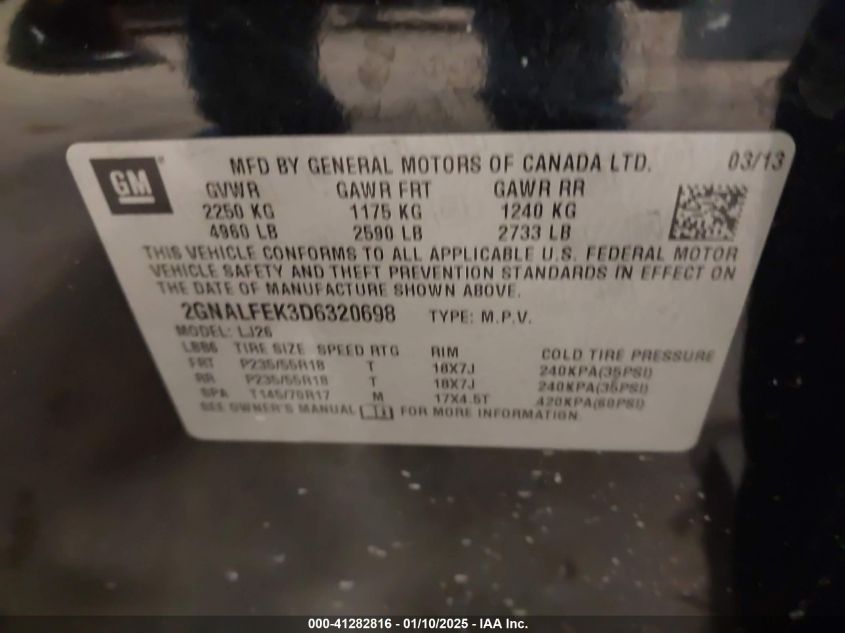 GM
MFD BY GENERAL MOTORS OF CANADA LTD. 03/13
GVWR GAWR FRT GAWR RR
2250 KG 1175 KG 1240 KG
4960 LB 2590 LB 2733 LB
THIS VEHICLE CONFORMS TO ALL APPLICABLE U.S. FEDERAL MOTOR
VEHICLE SAFETY AND THEFT PREVENTION STANDARDS IN EFFECT ON
THE DATE OF MANUFACTURE SHOWN ABOVE.
2GNALFEK3D6320698 TYPE: M.P.V.
MODEL: LJ26
TIRE SIZE SPEED RTG RIM COLD TIRE PRESSURE
FRT P235/55R18 T 18X7J 240KPA(35PSI)
RR P235/55R18 T 18X7J 240KPA(35PSI)
SPA T145/70R17 M 17X4.5T 420KPA(60PSI)
SEE OWNER'S MANUAL FOR MORE INFORMATION.
000-41282816 - 01/10/2025 - IAA Inc.